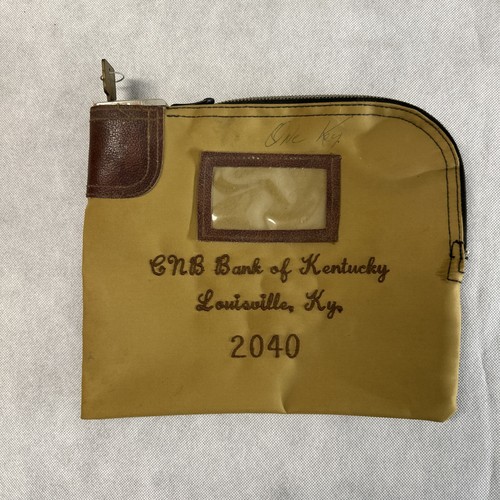 One Key
CNB Bank of Kentucky
Louisville, Ky.
2040